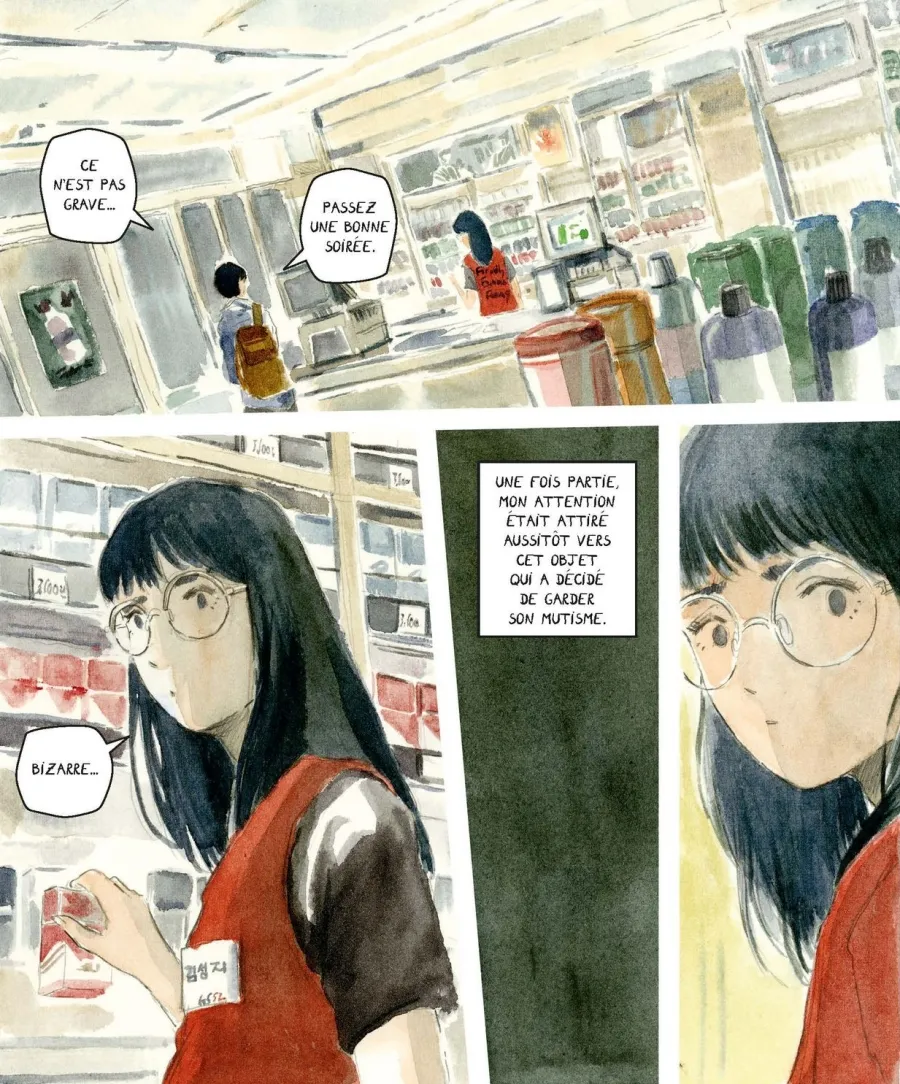 CE
N'EST PAS
GRAVE...
PASSEZ
UNE BONNE
SOIRÉE.
UNE FOIS PARTIE,
MON ATTENTION
ÉTAIT ATTIRÉ
AUSSITÔT VERS
CET OBJET
QUI A DÉCIDÉ
DE GARDER
SON MUTISME.
BIZARRE...